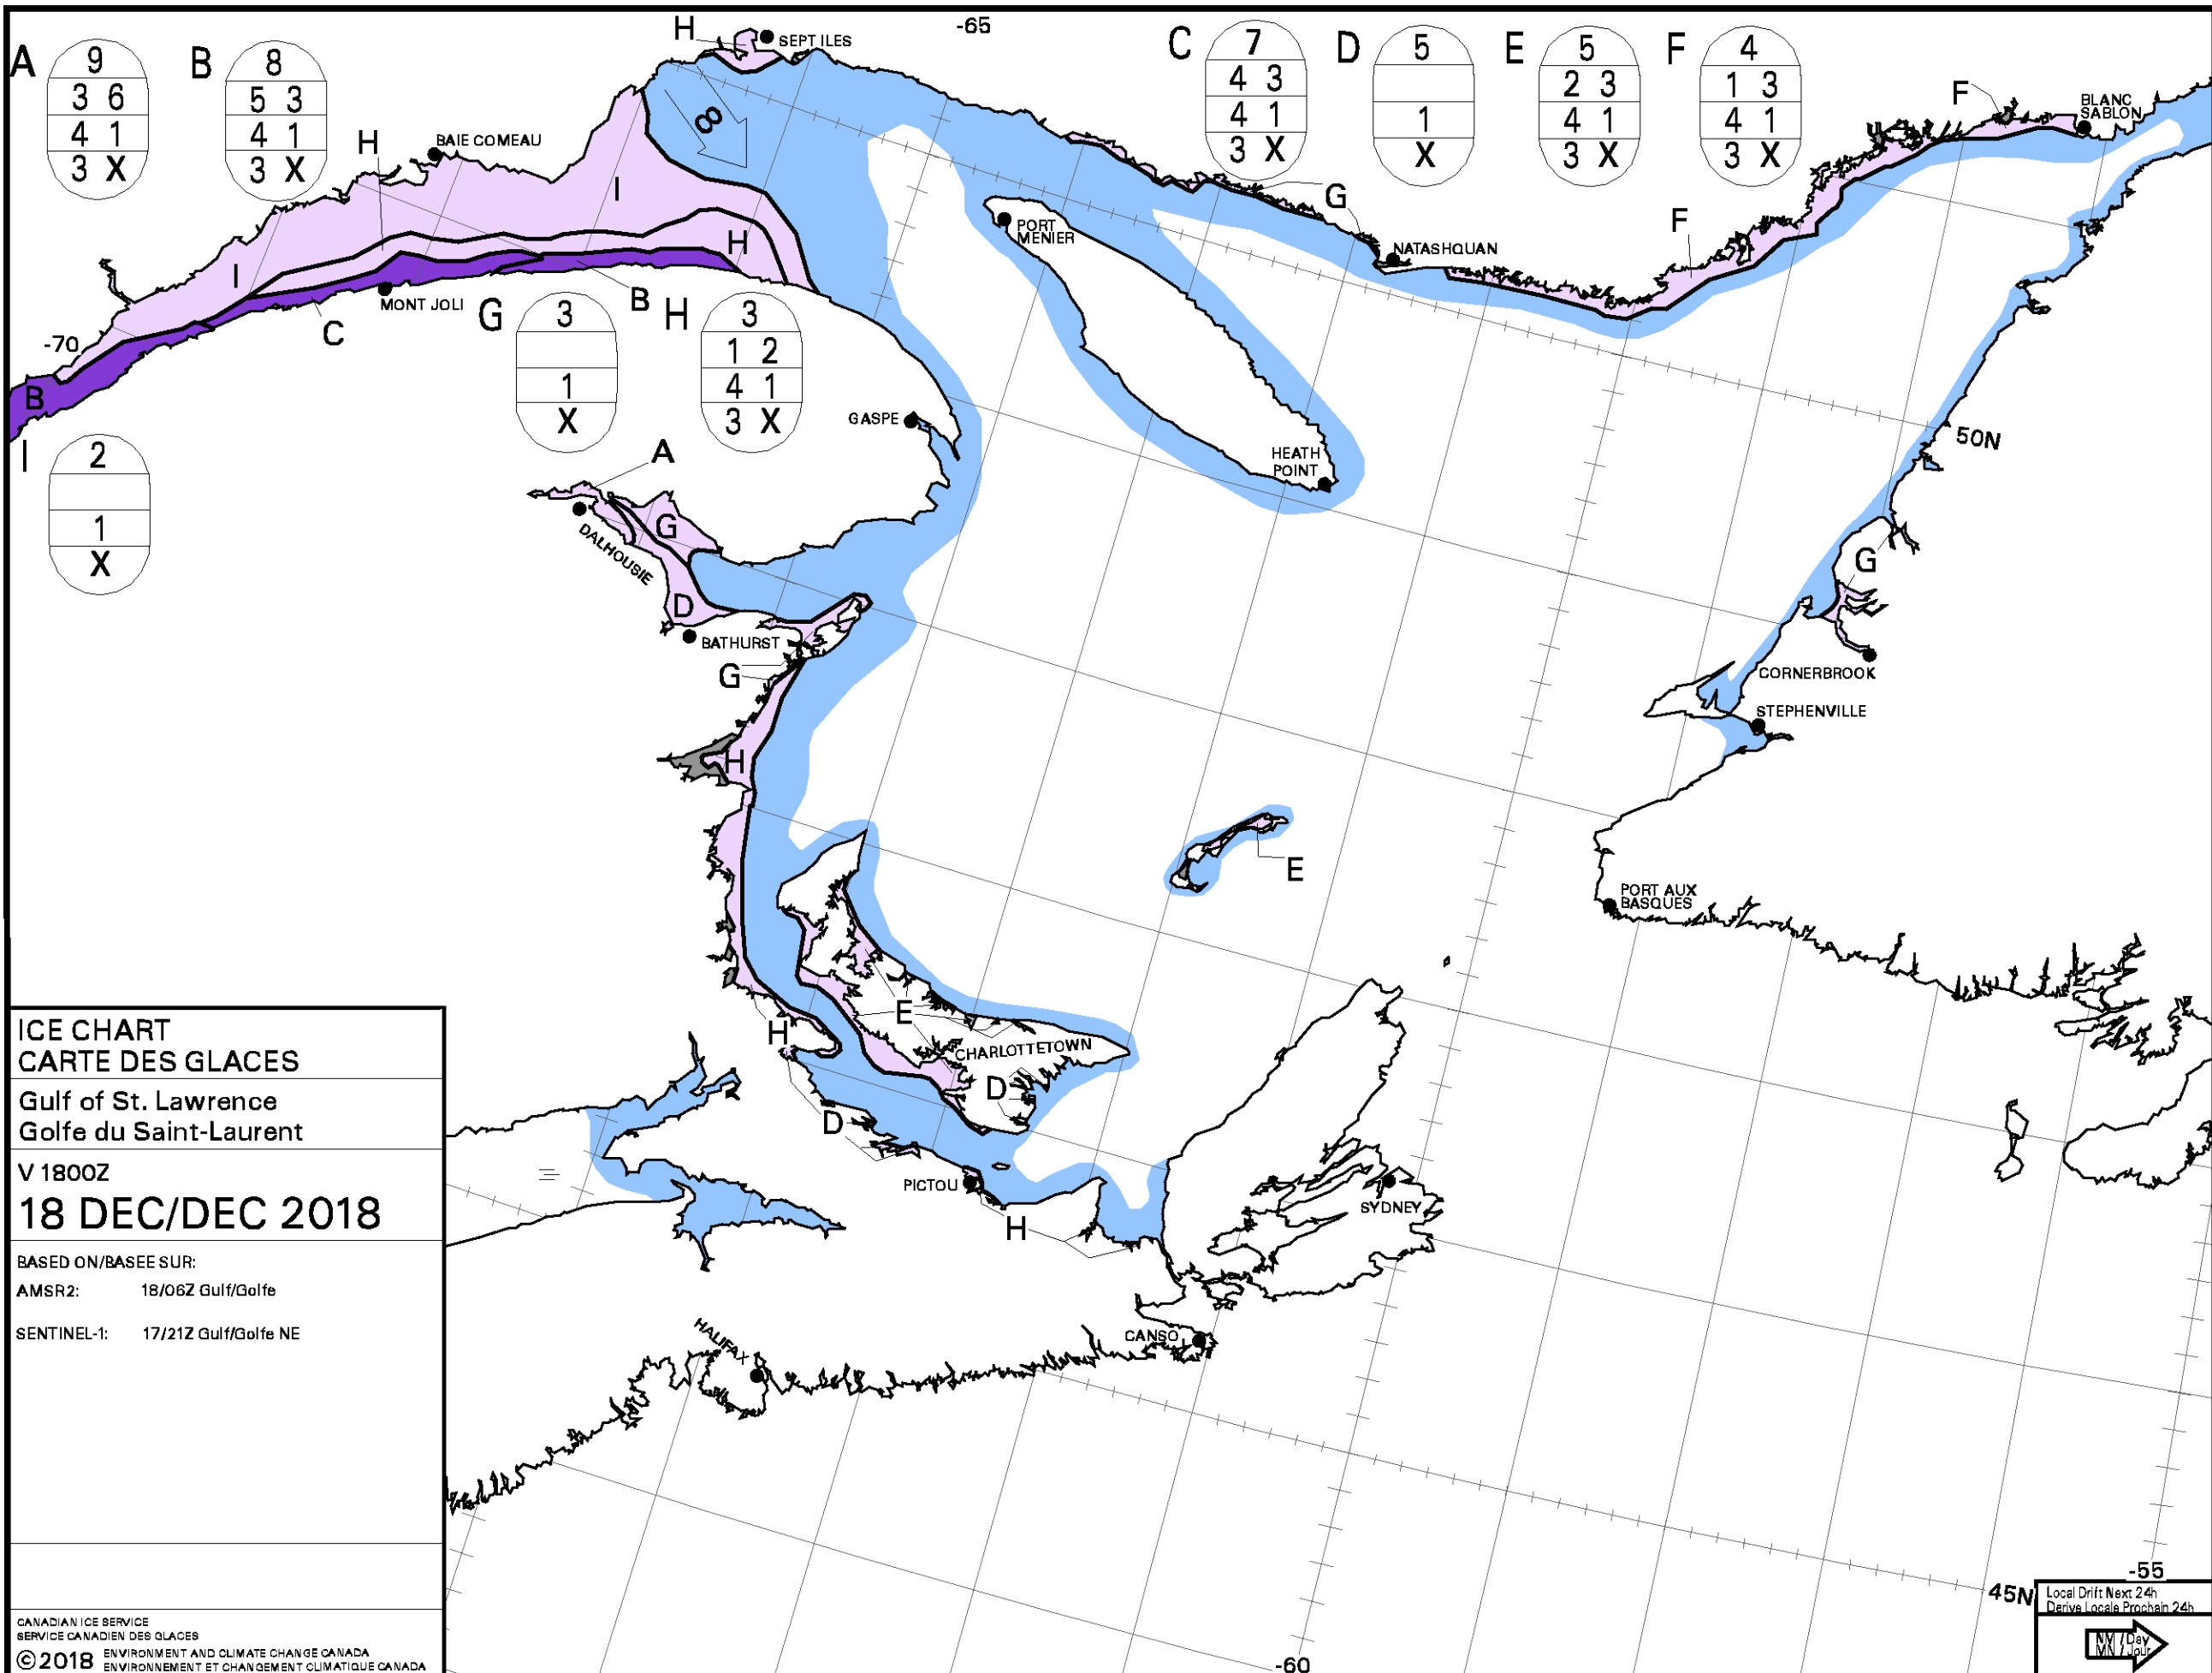 H
SEPT ILES
-65
A
9
3 6
4 1
3 X
B
8
5 3
4 1
3 X
C
7
4 3
4 1
3 X
D
5
1
X
E
5
2 3
4 1
3 X
F
4
1 3
4 1
3 X
F
BLANC
SABLON
H
BAIE COMEAU
8
I
G
PORT
MENIER
F
NATASHQUAN
H
I
MONT JOLI
B
C
G
3
1
X
H
3
1 2
4 1
3 X
-70
B
GASPE
50N
HEATH
POINT
I
2
1
X
A
G
DALHOUSIE
G
D
BATHURST
G
CORNERBROOK
STEPHENVILLE
H
E
PORT AUX
BASQUES
E
H
CHARLOTTETOWN
D
D
PICTOU
H
SYDNEY
CANSO
HALIFAX
ICE CHART
CARTE DES GLACES
Gulf of St. Lawrence
Golfe du Saint-Laurent
V 1800Z
18 DEC/DEC 2018
BASED ON/BASEE SUR:
AMSR2: 18/06Z Gulf/Golfe
SENTINEL-1: 17/21Z Gulf/Golfe NE
CANADIAN ICE SERVICE
SERVICE CANADIEN DES GLACES
©2018 ENVIRONMENT AND CLIMATE CHANGE CANADA
ENVIRONNEMENT ET CHANGEMENT CLIMATIQUE CANADA
-60
-55
45N
Local Drift Next 24h
Derive Locale Prochain 24h
NM / Day
MN / Jour